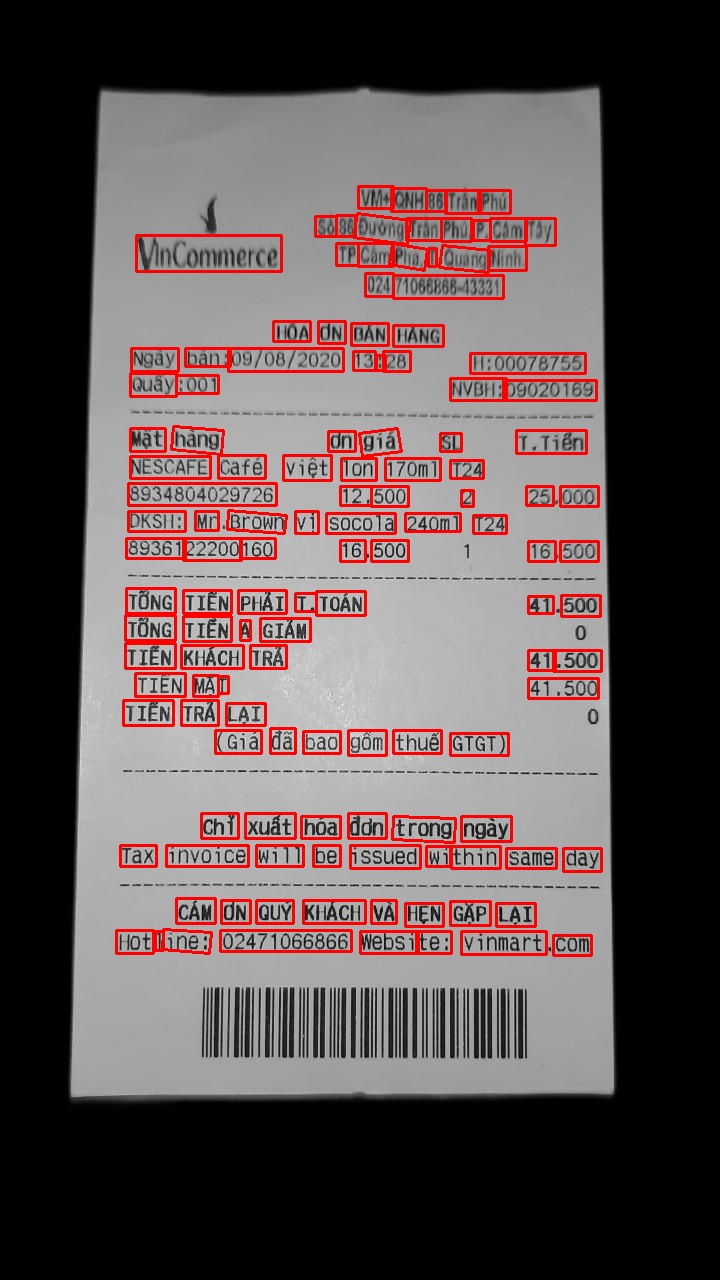 VinCommerce
VM+ QNH 86 Trần Phú
Số 86 Đường Trần Phú, P. Cẩm Tây
TP Cẩm Phả, T. Quảng Ninh.
024 71066866-43331
HÓA ĐƠN BÁN HÀNG
Ngày bán:09/08/2020 13:28 H:00078755
Quầy:001 NVBH:09020169
Mặt hàng Đơn giá SL T.Tiền
NESCAFE Café việt lon 170ml T24
8934804029726 12.500 2 25.000
DKSH: Mr.Brown vị socola 240ml T24
8936122200160 16.500 1 16.500
TỔNG TIỀN PHẢI T.TOÁN 41.500
TỔNG TIỀN ĐÃ GIẢM 0
TIỀN KHÁCH TRẢ 41.500
TIỀN MẶT 41.500
TIỀN TRẢ LẠI 0
(Giá đã bao gồm thuế GTGT)
Chỉ xuất hóa đơn trong ngày
Tax invoice will be issued within same day
CẢM ƠN QUÝ KHÁCH VÀ HẸN GẶP LẠI
Hotline: 02471066866 Website: vinmart.com